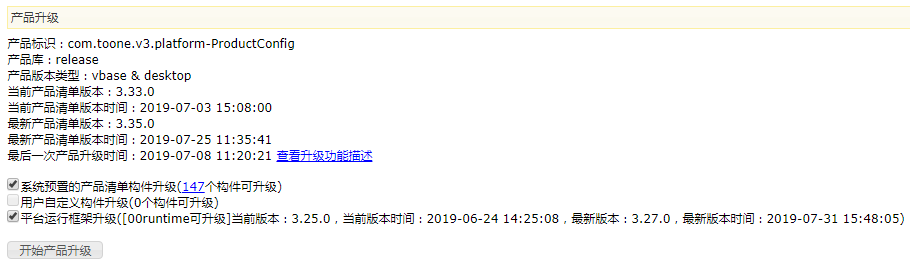 产品升级
产品标识：com.toone.v3.platform-ProductConfig
产品库：release
产品版本类型：vbase & desktop
当前产品清单版本：3.33.0
当前产品清单版本时间：2019-07-03 15:08:00
最新产品清单版本：3.35.0
最新产品清单版本时间：2019-07-25 11:35:41
最后一次产品升级时间：2019-07-08 11:20:21 查看升级功能描述
系统预置的产品清单构件升级(147个构件可升级)
用户自定义构件升级(0个构件可升级)
平台运行框架升级([00runtime可升级]当前版本：3.25.0，当前版本时间：2019-06-24 14:25:08，最新版本：3.27.0，最新版本时间：2019-07-31 15:48:05)
开始产品升级